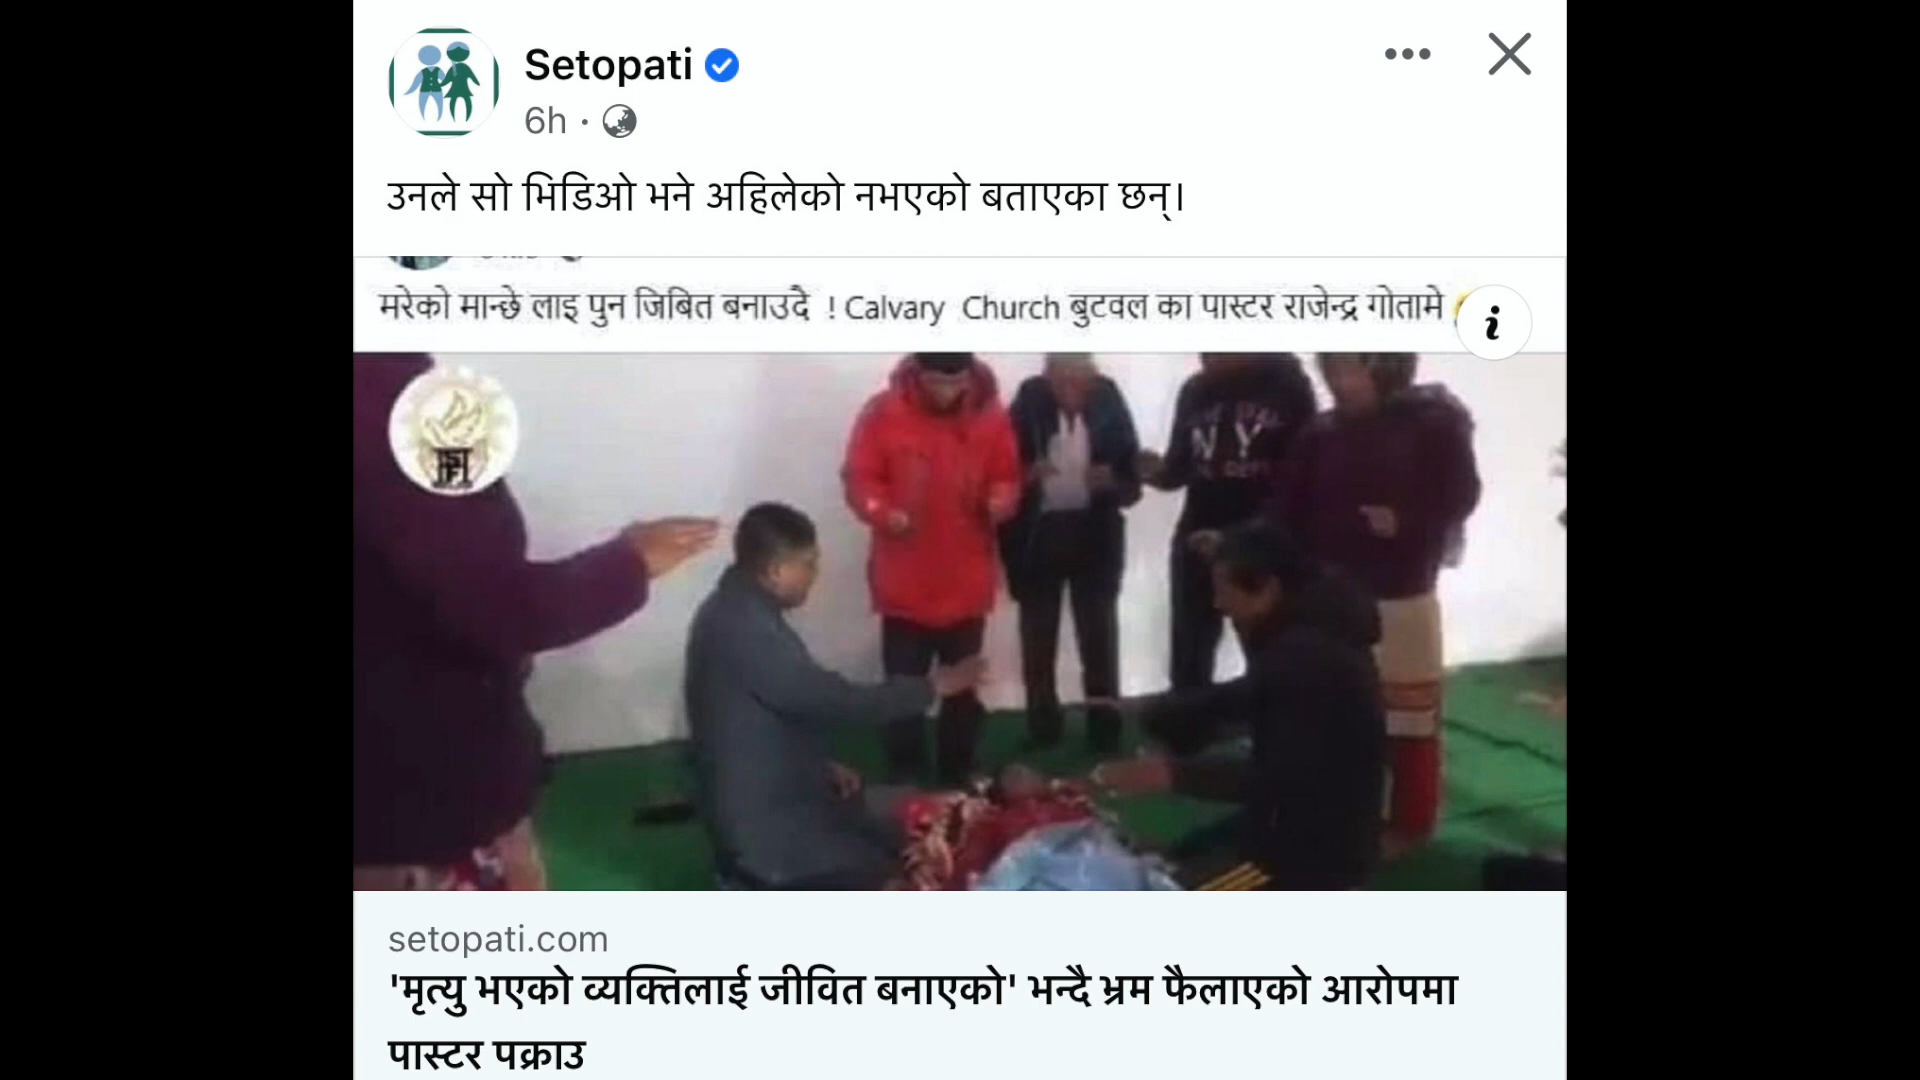 Setopati
6h ·
उनले सो भिडिओ भने अहिलेको नभएको बताएका छन्।
मरेको मान्छे लाइ पुन जिबित बनाउदै ! Calvary Church बुटवल का पास्टर राजेन्द्र गोतामे
i
NY
setopati.com
'मृत्यु भएको व्यक्तिलाई जीवित बनाएको' भन्दै भ्रम फैलाएको आरोपमा
पास्टर पक्राउ